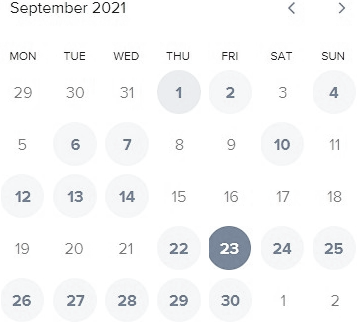 September 2021
MON TUE WED THU FRI SAT SUN
29 30 31 1 2 3 4
5 6 7 8 9 10 11
12 13 14 15 16 17 18
19 20 21 22 23 24 25
26 27 28 29 30 1 2